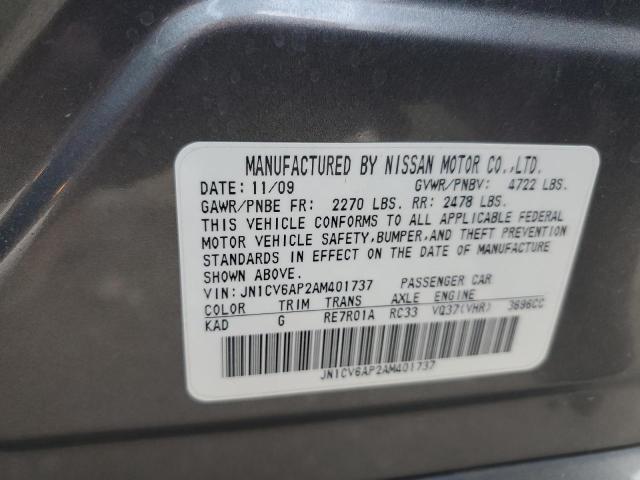 MANUFACTURED BY NISSAN MOTOR CO.,LTD.
DATE: 11/09 GVWR/PNBV: 4722 LBS.
GAWR/PNBE FR: 2270 LBS. RR: 2478 LBS.
THIS VEHICLE CONFORMS TO ALL APPLICABLE FEDERAL
MOTOR VEHICLE SAFETY, BUMPER, AND THEFT PREVENTION
STANDARDS IN EFFECT ON THE DATE OF MANUFACTURE
SHOWN ABOVE.
VIN: JN1CV6AP2AM401737 PASSENGER CAR
COLOR TRIM TRANS AXLE ENGINE
KAD G RE7R01A RC33 VQ37(VHR) 3696CC
JN1CV6AP2AM401737